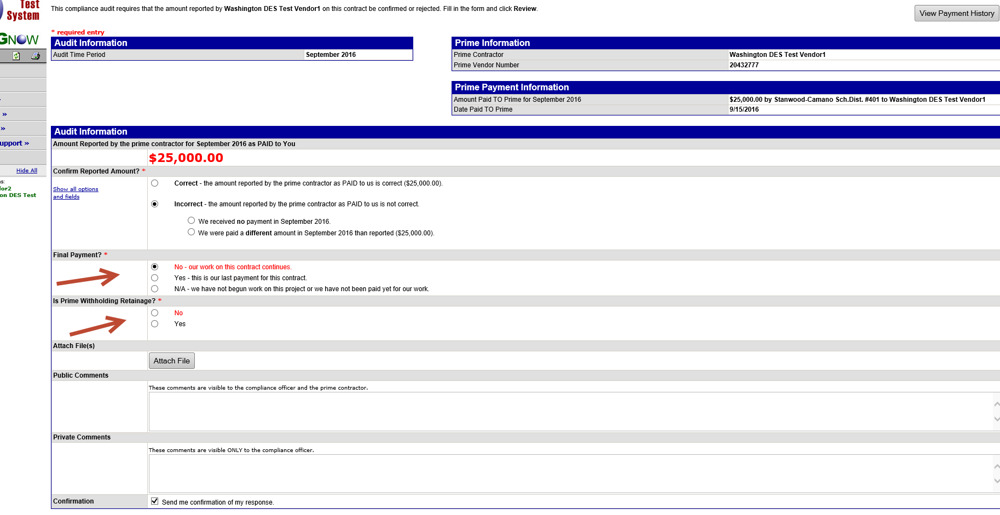 Test
System
GNOW
upport »
Hide All
ns:
dor2
on DES Test
This compliance audit requires that the amount reported by Washington DES Test Vendor1 on this contract be confirmed or rejected. Fill in the form and click Review.
View Payment History
* required entry
Audit Information
Audit Time Period September 2016
Prime Information
Prime Contractor Washington DES Test Vendor1
Prime Vendor Number 20432777
Prime Payment Information
Amount Paid TO Prime for September 2016 $25,000.00 by Stanwood-Camano Sch.Dist. #401 to Washington DES Test Vendor1
Date Paid TO Prime 9/15/2016
Audit Information
Amount Reported by the prime contractor for September 2016 as PAID to You
$25,000.00
Confirm Reported Amount? *
Show all options
and fields
Correct - the amount reported by the prime contractor as PAID to us is correct ($25,000.00).
Incorrect - the amount reported by the prime contractor as PAID to us is not correct.
We received no payment in September 2016.
We were paid a different amount in September 2016 than reported ($25,000.00).
Final Payment? *
No - our work on this contract continues.
Yes - this is our last payment for this contract.
N/A - we have not begun work on this project or we have not been paid yet for our work.
Is Prime Withholding Retainage? *
No
Yes
Attach File(s)
Attach File
Public Comments
These comments are visible to the compliance officer and the prime contractor.
Private Comments
These comments are visible ONLY to the compliance officer.
Confirmation Send me confirmation of my response.